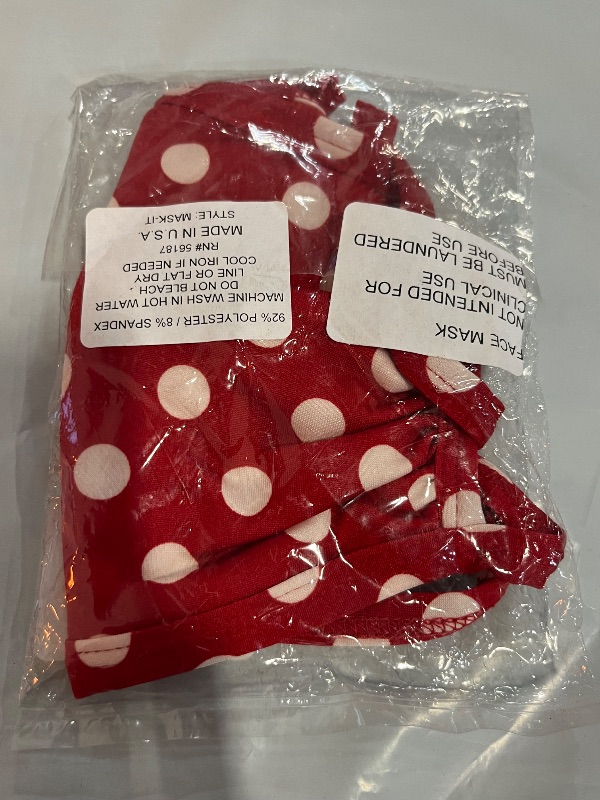 FACE MASK
NOT INTENDED FOR
CLINICAL USE
MUST BE LAUNDERED
BEFORE USE
92% POLYESTER / 8% SPANDEX
MACHINE WASH IN HOT WATER
DO NOT BLEACH -
LINE OR FLAT DRY
COOL IRON IF NEEDED
RN# 56187
MADE IN U.S.A.
STYLE: MASK-IT